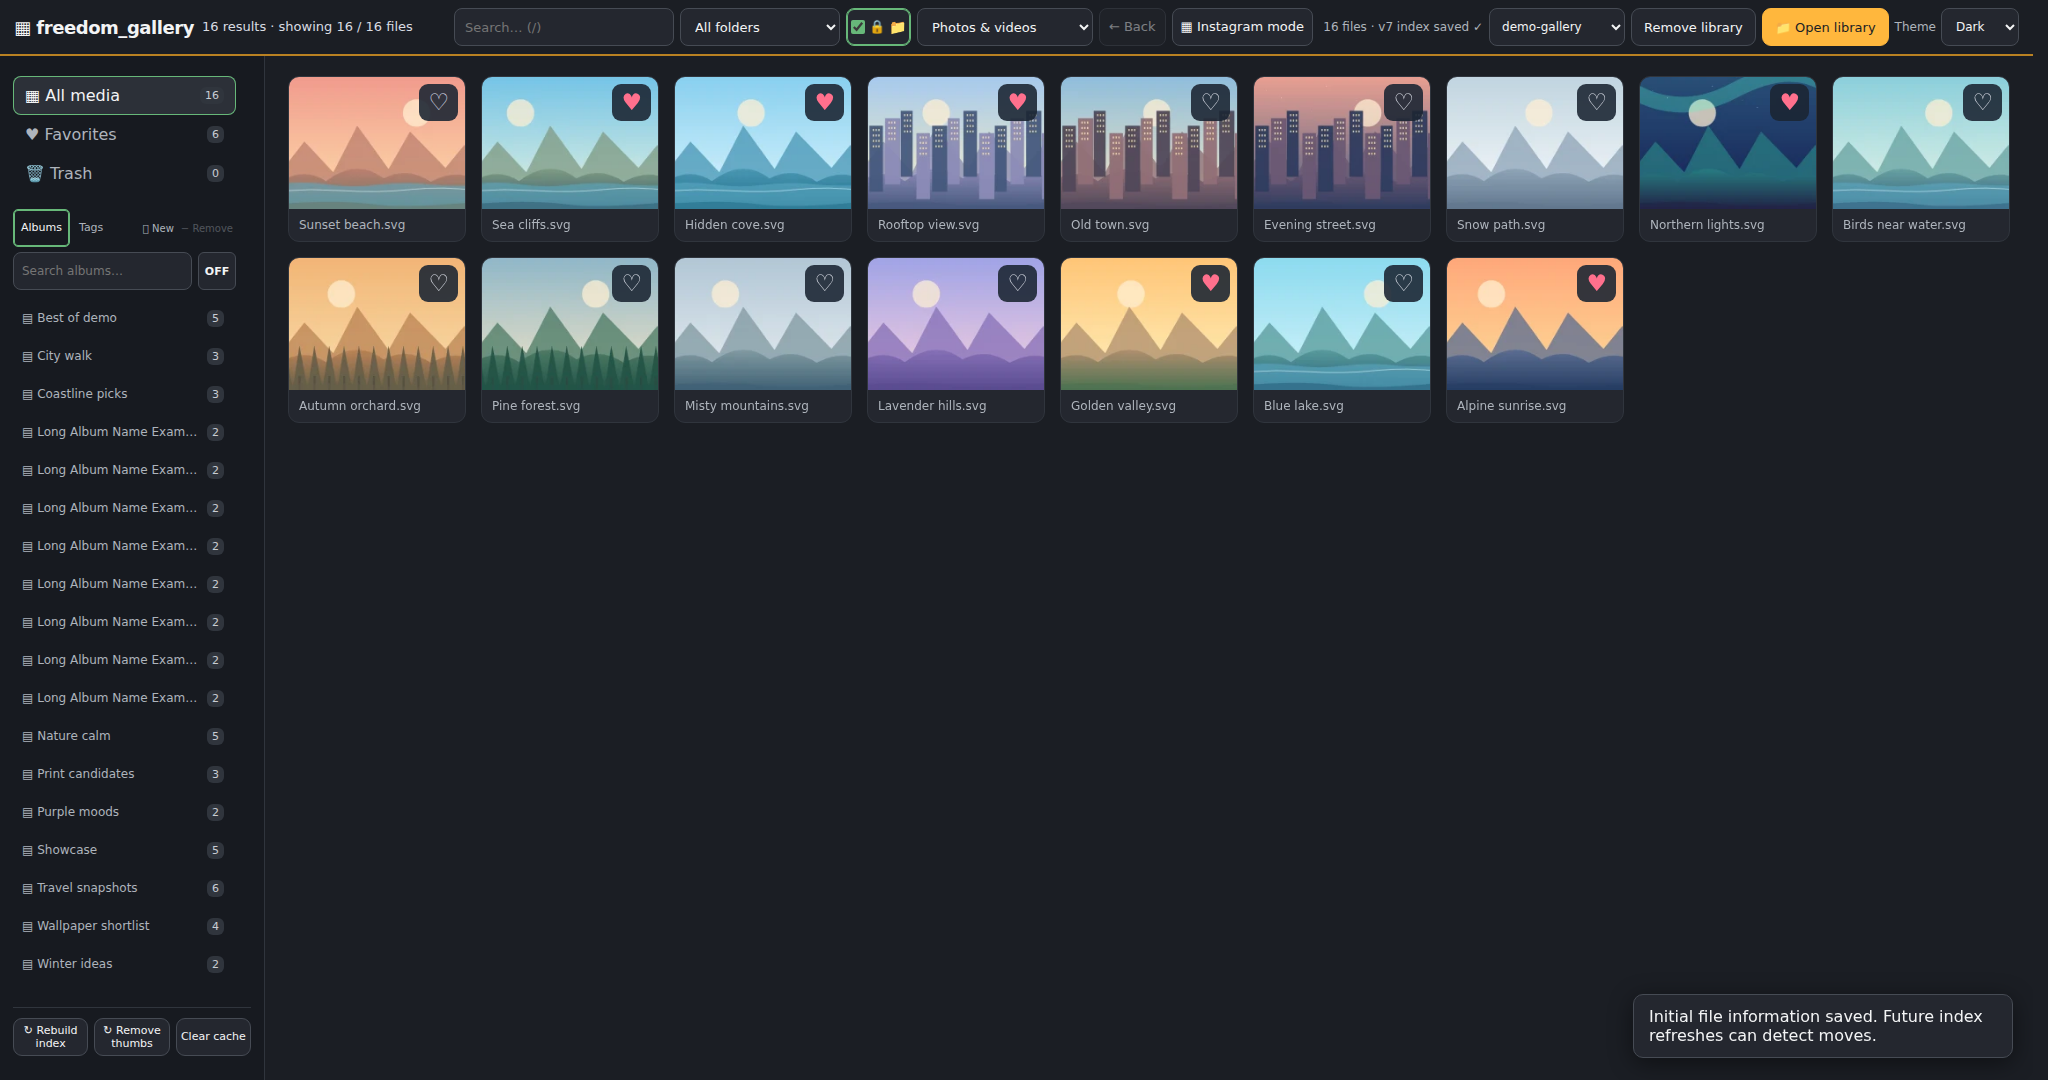 freedom_gallery 16 results · showing 16 / 16 files Search... (/) All folders Photos & videos ← Back Instagram mode 16 files · v7 index saved ✓ demo-gallery Remove library Open library Theme Dark
All media 16
Favorites 6
Trash 0
Albums Tags New − Remove
Search albums... OFF
Best of demo 5
City walk 3
Coastline picks 3
Long Album Name Exam... 2
Long Album Name Exam... 2
Long Album Name Exam... 2
Long Album Name Exam... 2
Long Album Name Exam... 2
Long Album Name Exam... 2
Long Album Name Exam... 2
Long Album Name Exam... 2
Nature calm 5
Print candidates 3
Purple moods 2
Showcase 5
Travel snapshots 6
Wallpaper shortlist 4
Winter ideas 2
↻ Rebuild index
↻ Remove thumbs
Clear cache
Sunset beach.svg
Sea cliffs.svg
Hidden cove.svg
Rooftop view.svg
Old town.svg
Evening street.svg
Snow path.svg
Northern lights.svg
Birds near water.svg
Autumn orchard.svg
Pine forest.svg
Misty mountains.svg
Lavender hills.svg
Golden valley.svg
Blue lake.svg
Alpine sunrise.svg
Initial file information saved. Future index
refreshes can detect moves.